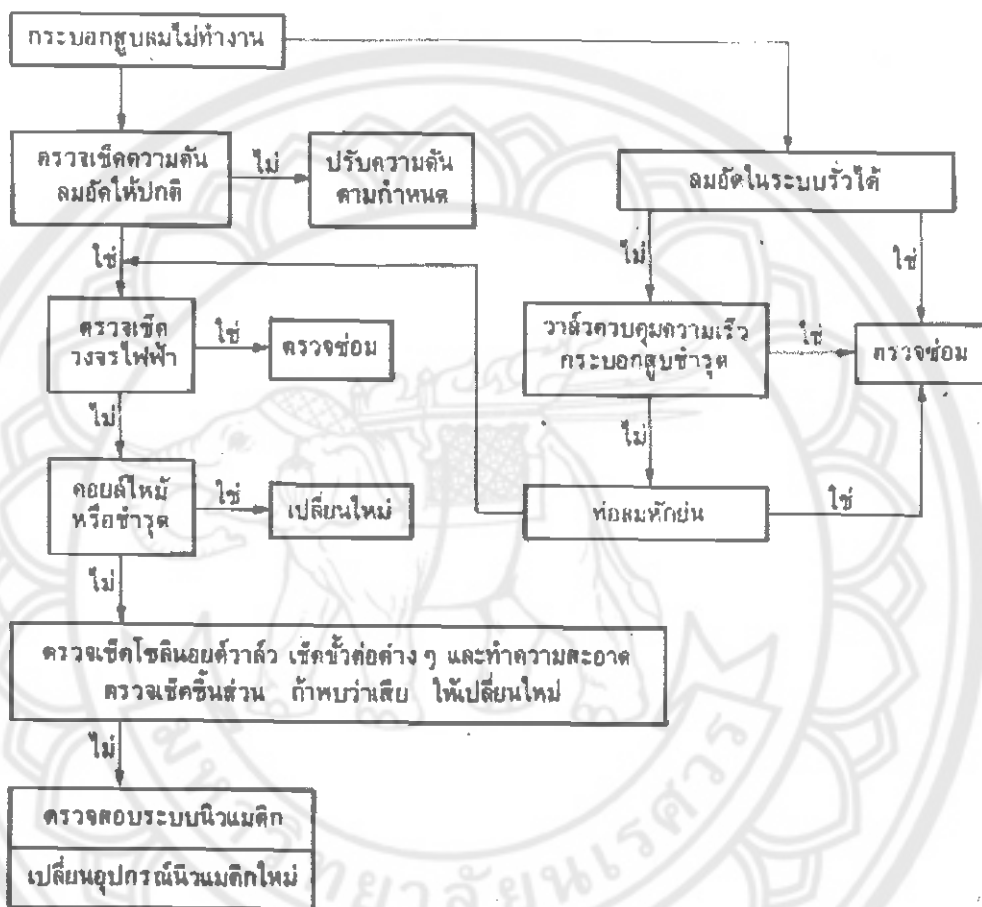 กระบอกสูบลมไม่ทำงาน
ตรวจเช็คความดัน
ลมอัดให้ปกติ
ไม่
ปรับความดัน
ตามกำหนด
ลมอัดในระบบรั่วได้
ใช่
ไม่
ใช่
ตรวจเช็ค
วงจรไฟฟ้า
ใช่
ตรวจซ่อม
วาล์วควบคุมความเร็ว
กระบอกสูบชำรุด
ใช่
ตรวจซ่อม
ไม่
ไม่
คอยล์ไหม้
หรือชำรุด
ใช่
เปลี่ยนใหม่
ท่อลมหักย่น
ใช่
ไม่
ตรวจเช็คโซลินอยด์วาล์ว เช็คขั้วต่อต่าง ๆ และทำความสะอาด
ตรวจเช็คชิ้นส่วน ถ้าพบว่าเสีย ให้เปลี่ยนใหม่
ไม่
ตรวจสอบระบบนิวแมติก
เปลี่ยนอุปกรณ์นิวแมติกใหม่
มหาวิทยาลัยนเรศวร